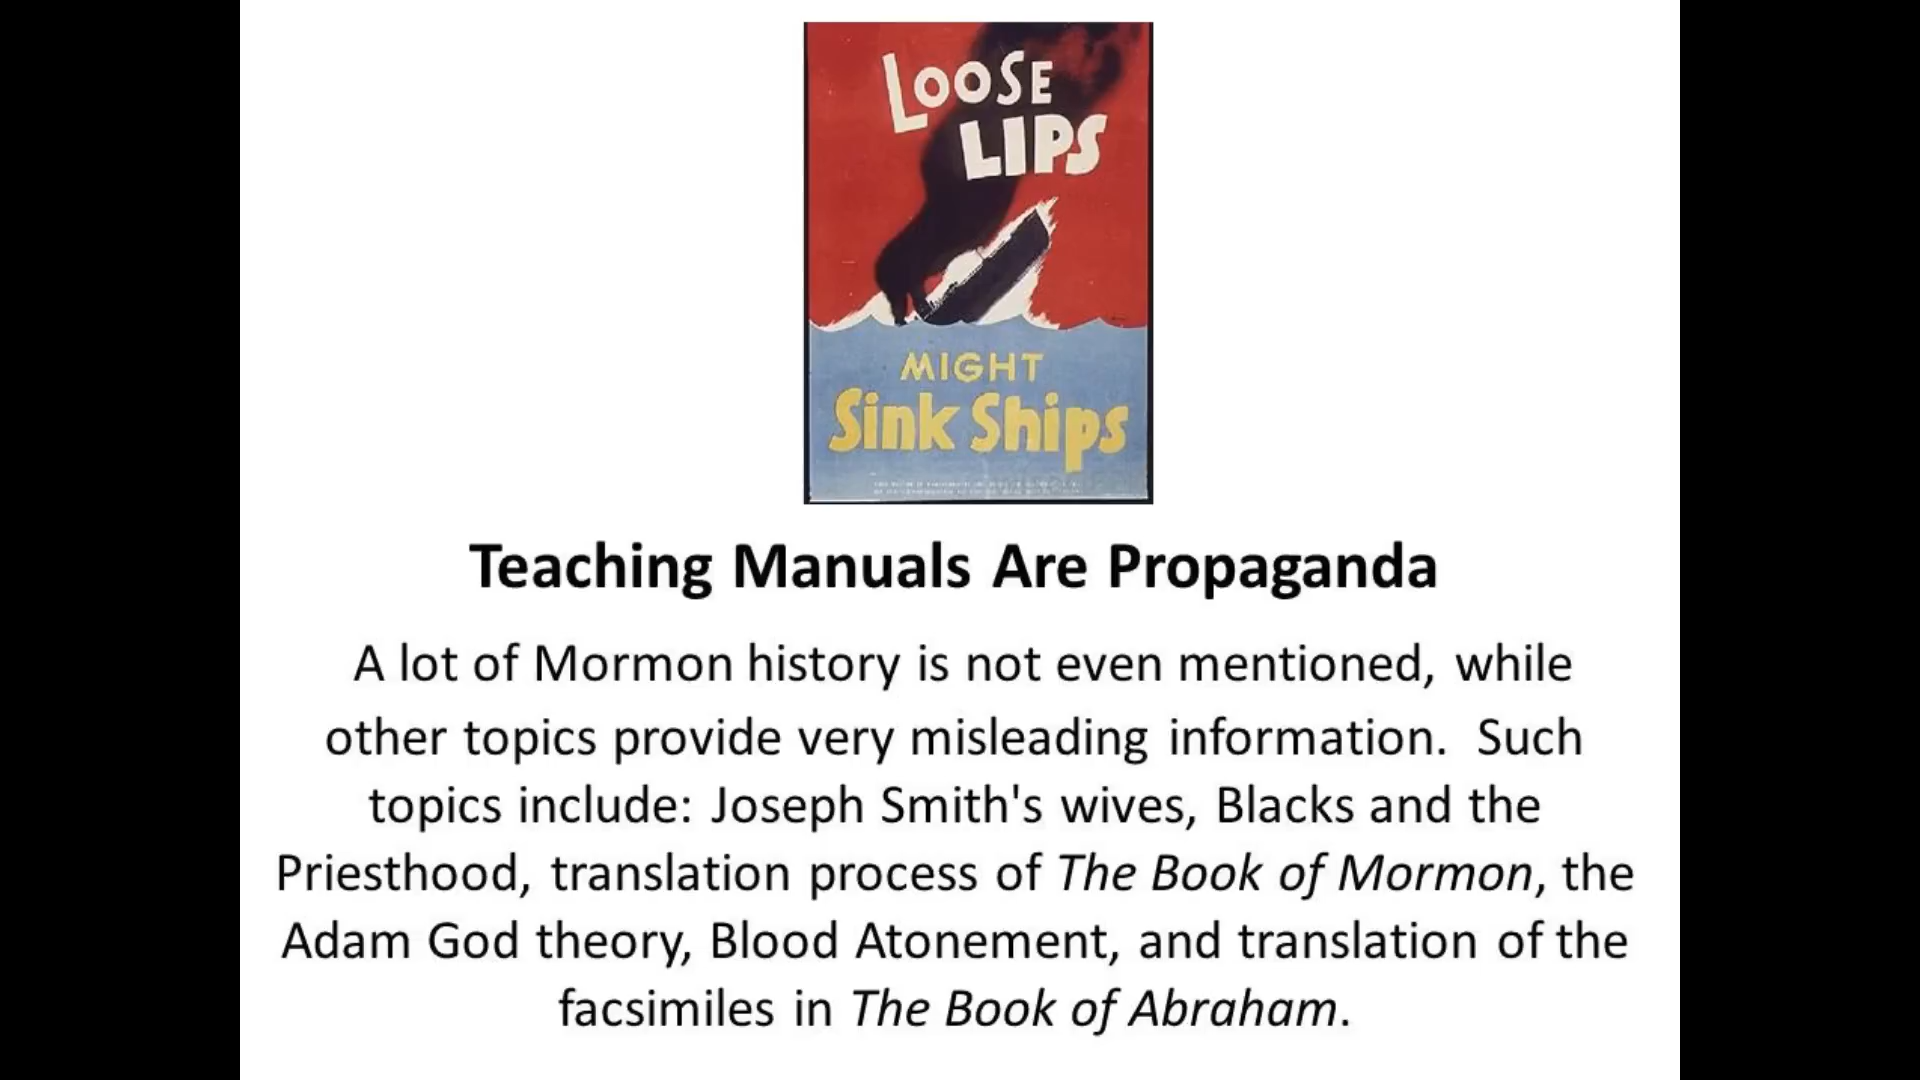 LOOSE
LIPS
MIGHT
Sink Ships
Teaching Manuals Are Propaganda
A lot of Mormon history is not even mentioned, while
other topics provide very misleading information.  Such
topics include: Joseph Smith's wives, Blacks and the
Priesthood, translation process of The Book of Mormon, the
Adam God theory, Blood Atonement, and translation of the
facsimiles in The Book of Abraham.